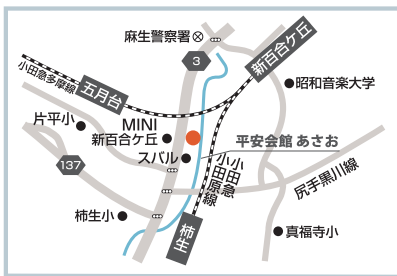 麻生警察署
3
新百合ケ丘
小田急多摩線
五月台
昭和音楽大学
片平小
MINI
新百合ケ丘
スバル
平安会館 あさお
137
小田急
小田原線
尻手黒川線
柿生小
柿生
真福寺小